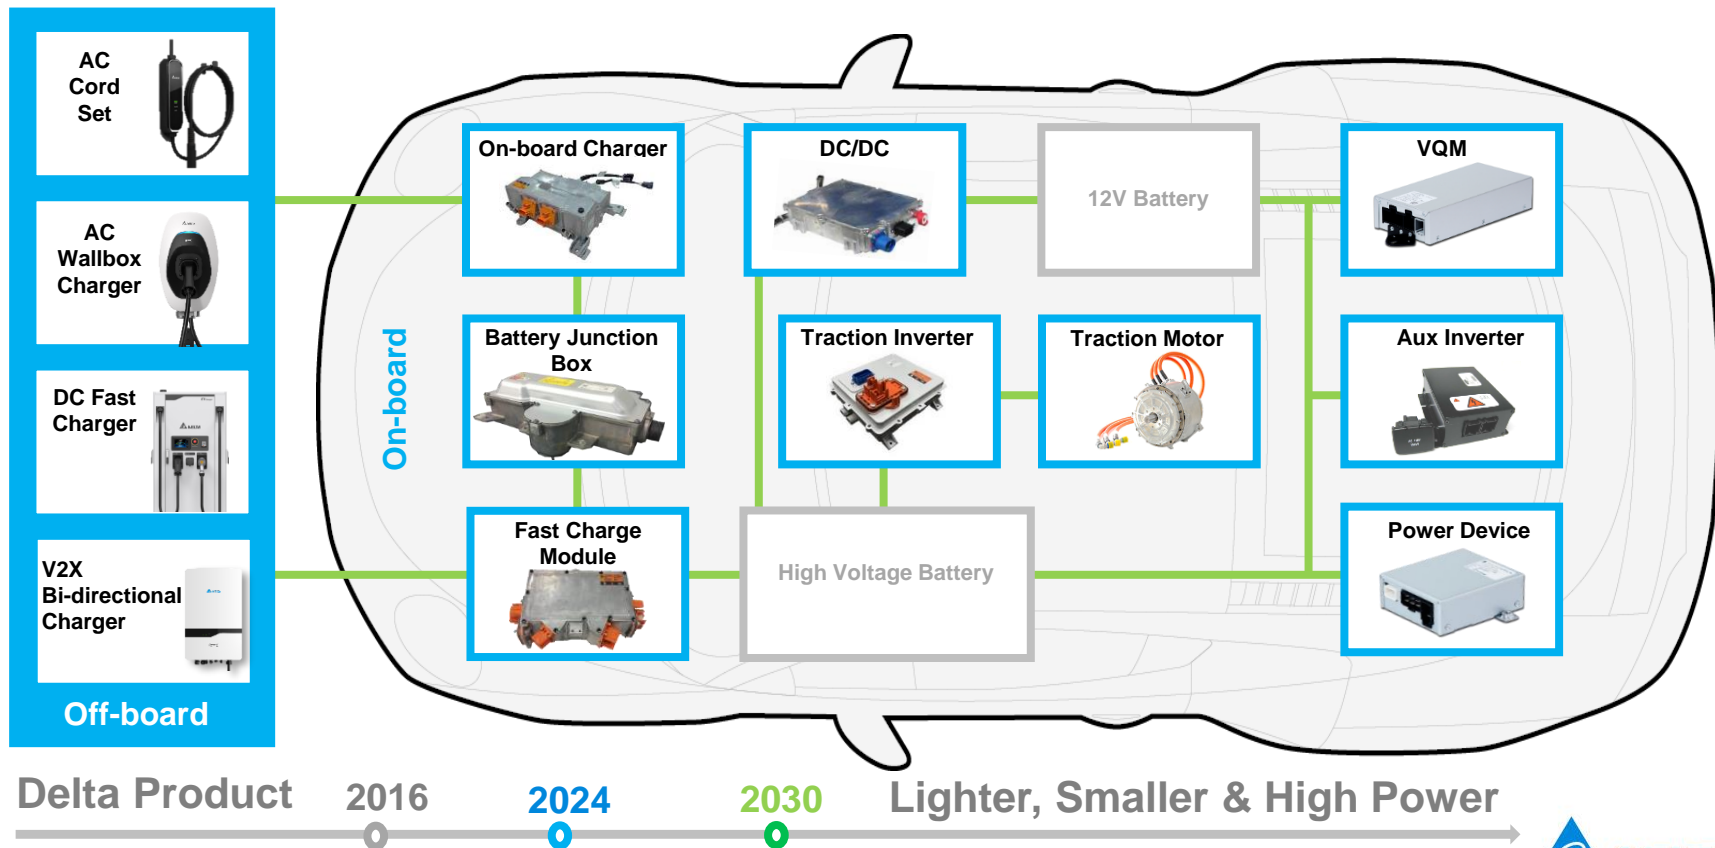 AC
Cord
Set
AC
Wallbox
Charger
DC Fast
Charger
V2X
Bi-directional
Charger
Off-board
On-board
On-board Charger
DC/DC
12V Battery
VQM
Battery Junction
Box
Traction Inverter
Traction Motor
Aux Inverter
Fast Charge
Module
High Voltage Battery
Power Device
Delta Product
2016
2024
2030
Lighter, Smaller & High Power